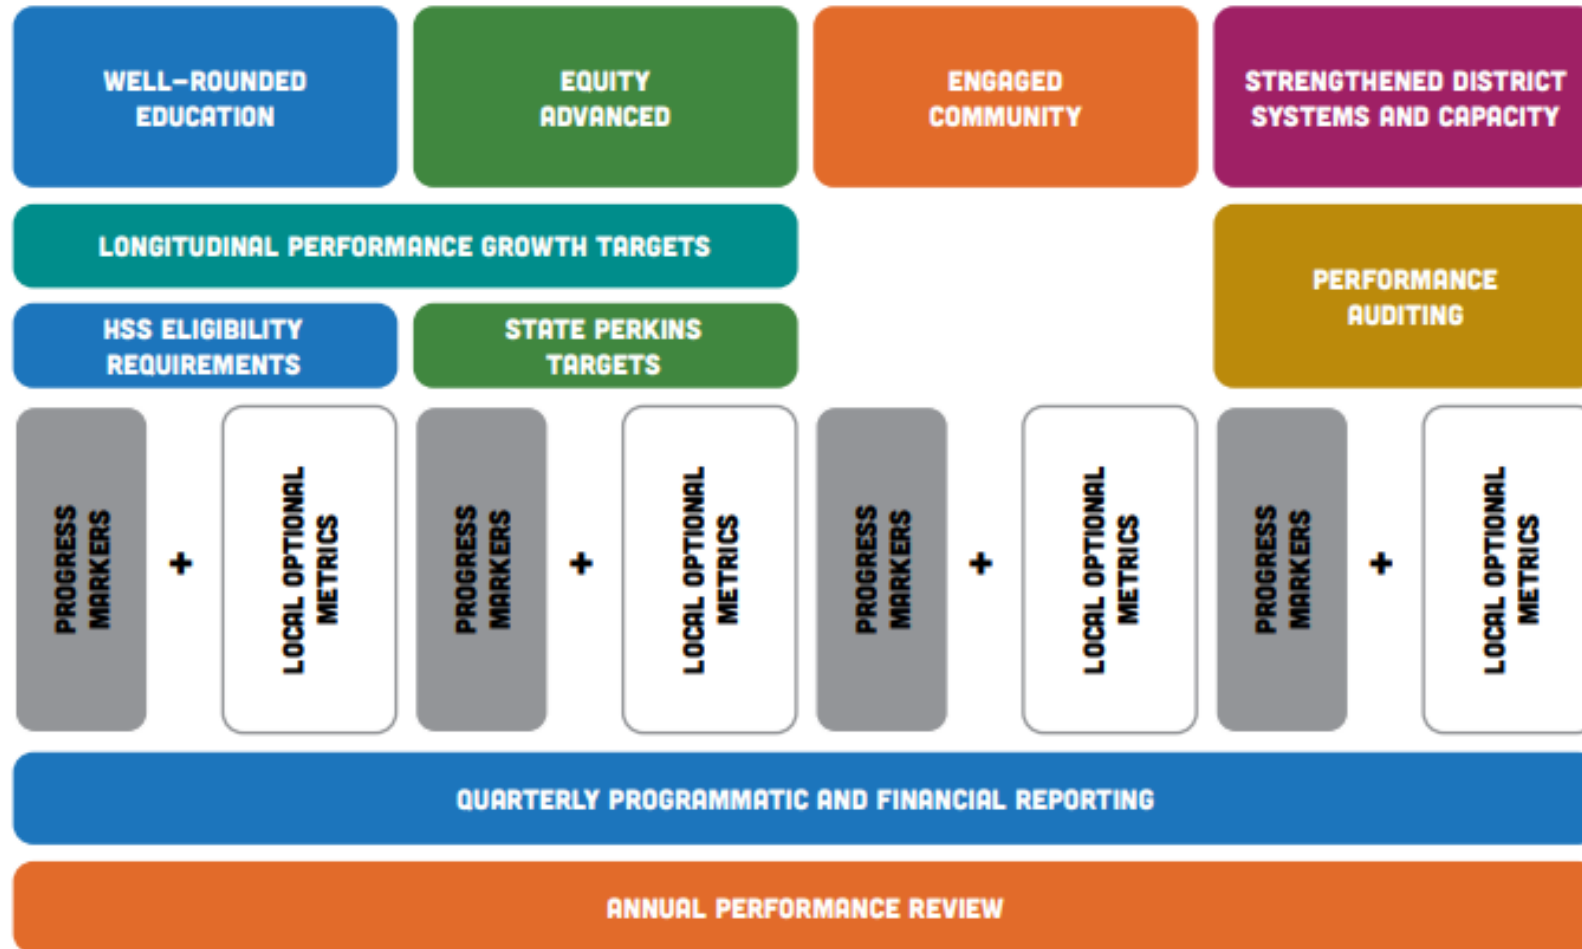 WELL-ROUNDED
EDUCATION
EQUITY
ADVANCED
ENGAGED
COMMUNITY
STRENGTHENED DISTRICT
SYSTEMS AND CAPACITY
LONGITUDINAL PERFORMANCE GROWTH TARGETS
PERFORMANCE
AUDITING
HSS ELIGIBILITY
REQUIREMENTS
STATE PERKINS
TARGETS
PROGRESS
MARKERS
+
LOCAL OPTIONAL
METRICS
PROGRESS
MARKERS
+
LOCAL OPTIONAL
METRICS
PROGRESS
MARKERS
+
LOCAL OPTIONAL
METRICS
PROGRESS
MARKERS
+
LOCAL OPTIONAL
METRICS
QUARTERLY PROGRAMMATIC AND FINANCIAL REPORTING
ANNUAL PERFORMANCE REVIEW